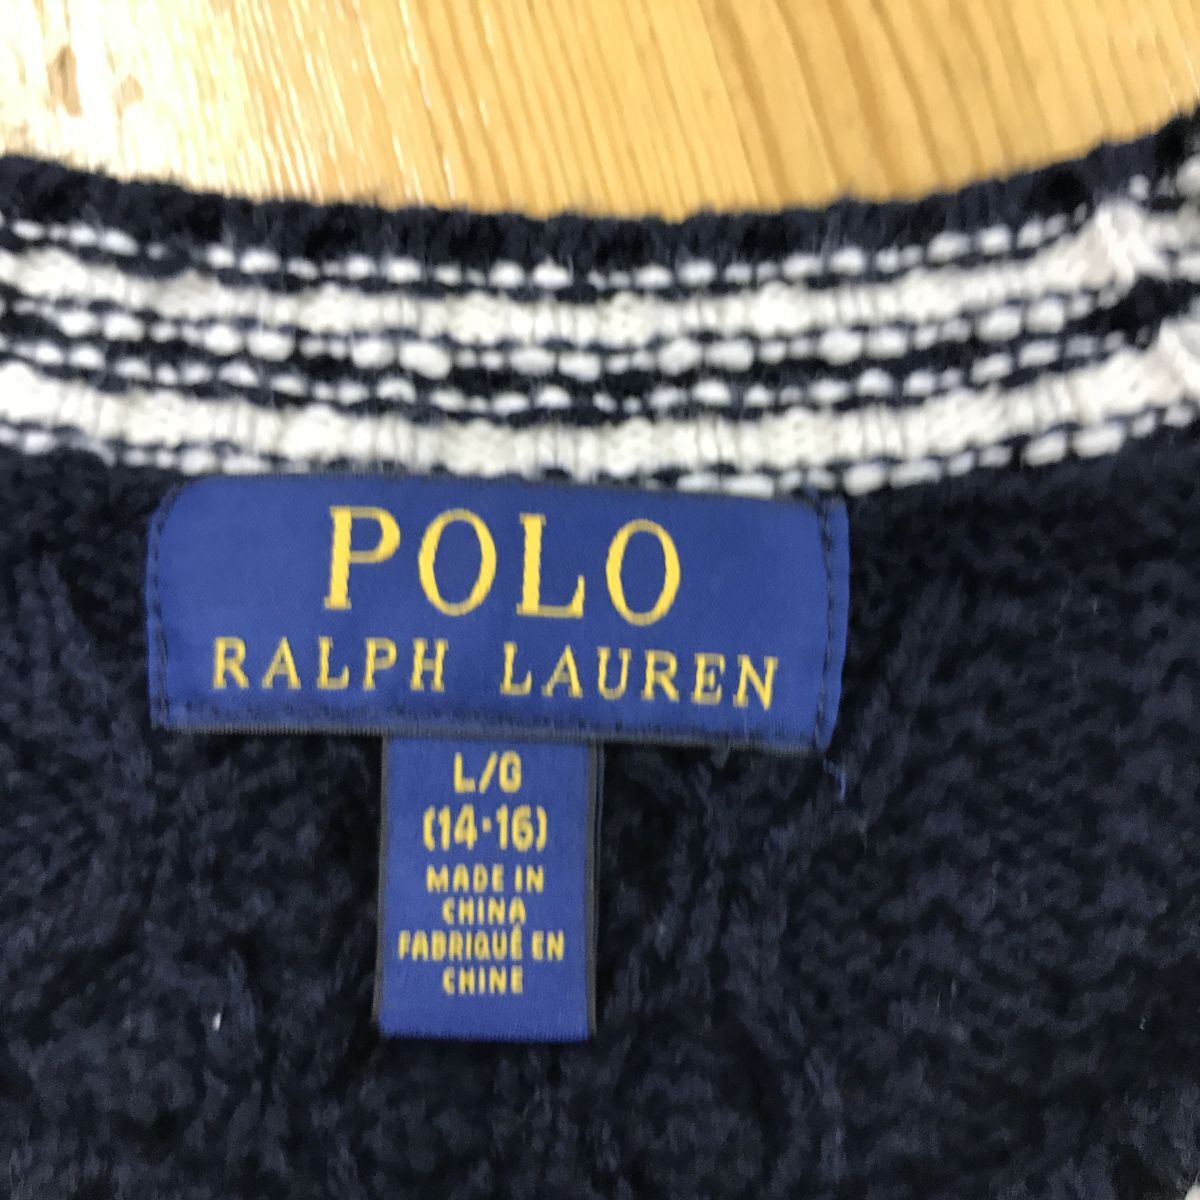 POLO
RALPH LAUREN
L/G
(14-16)
MADE IN
CHINA
FABRIQUÉ EN
CHINE